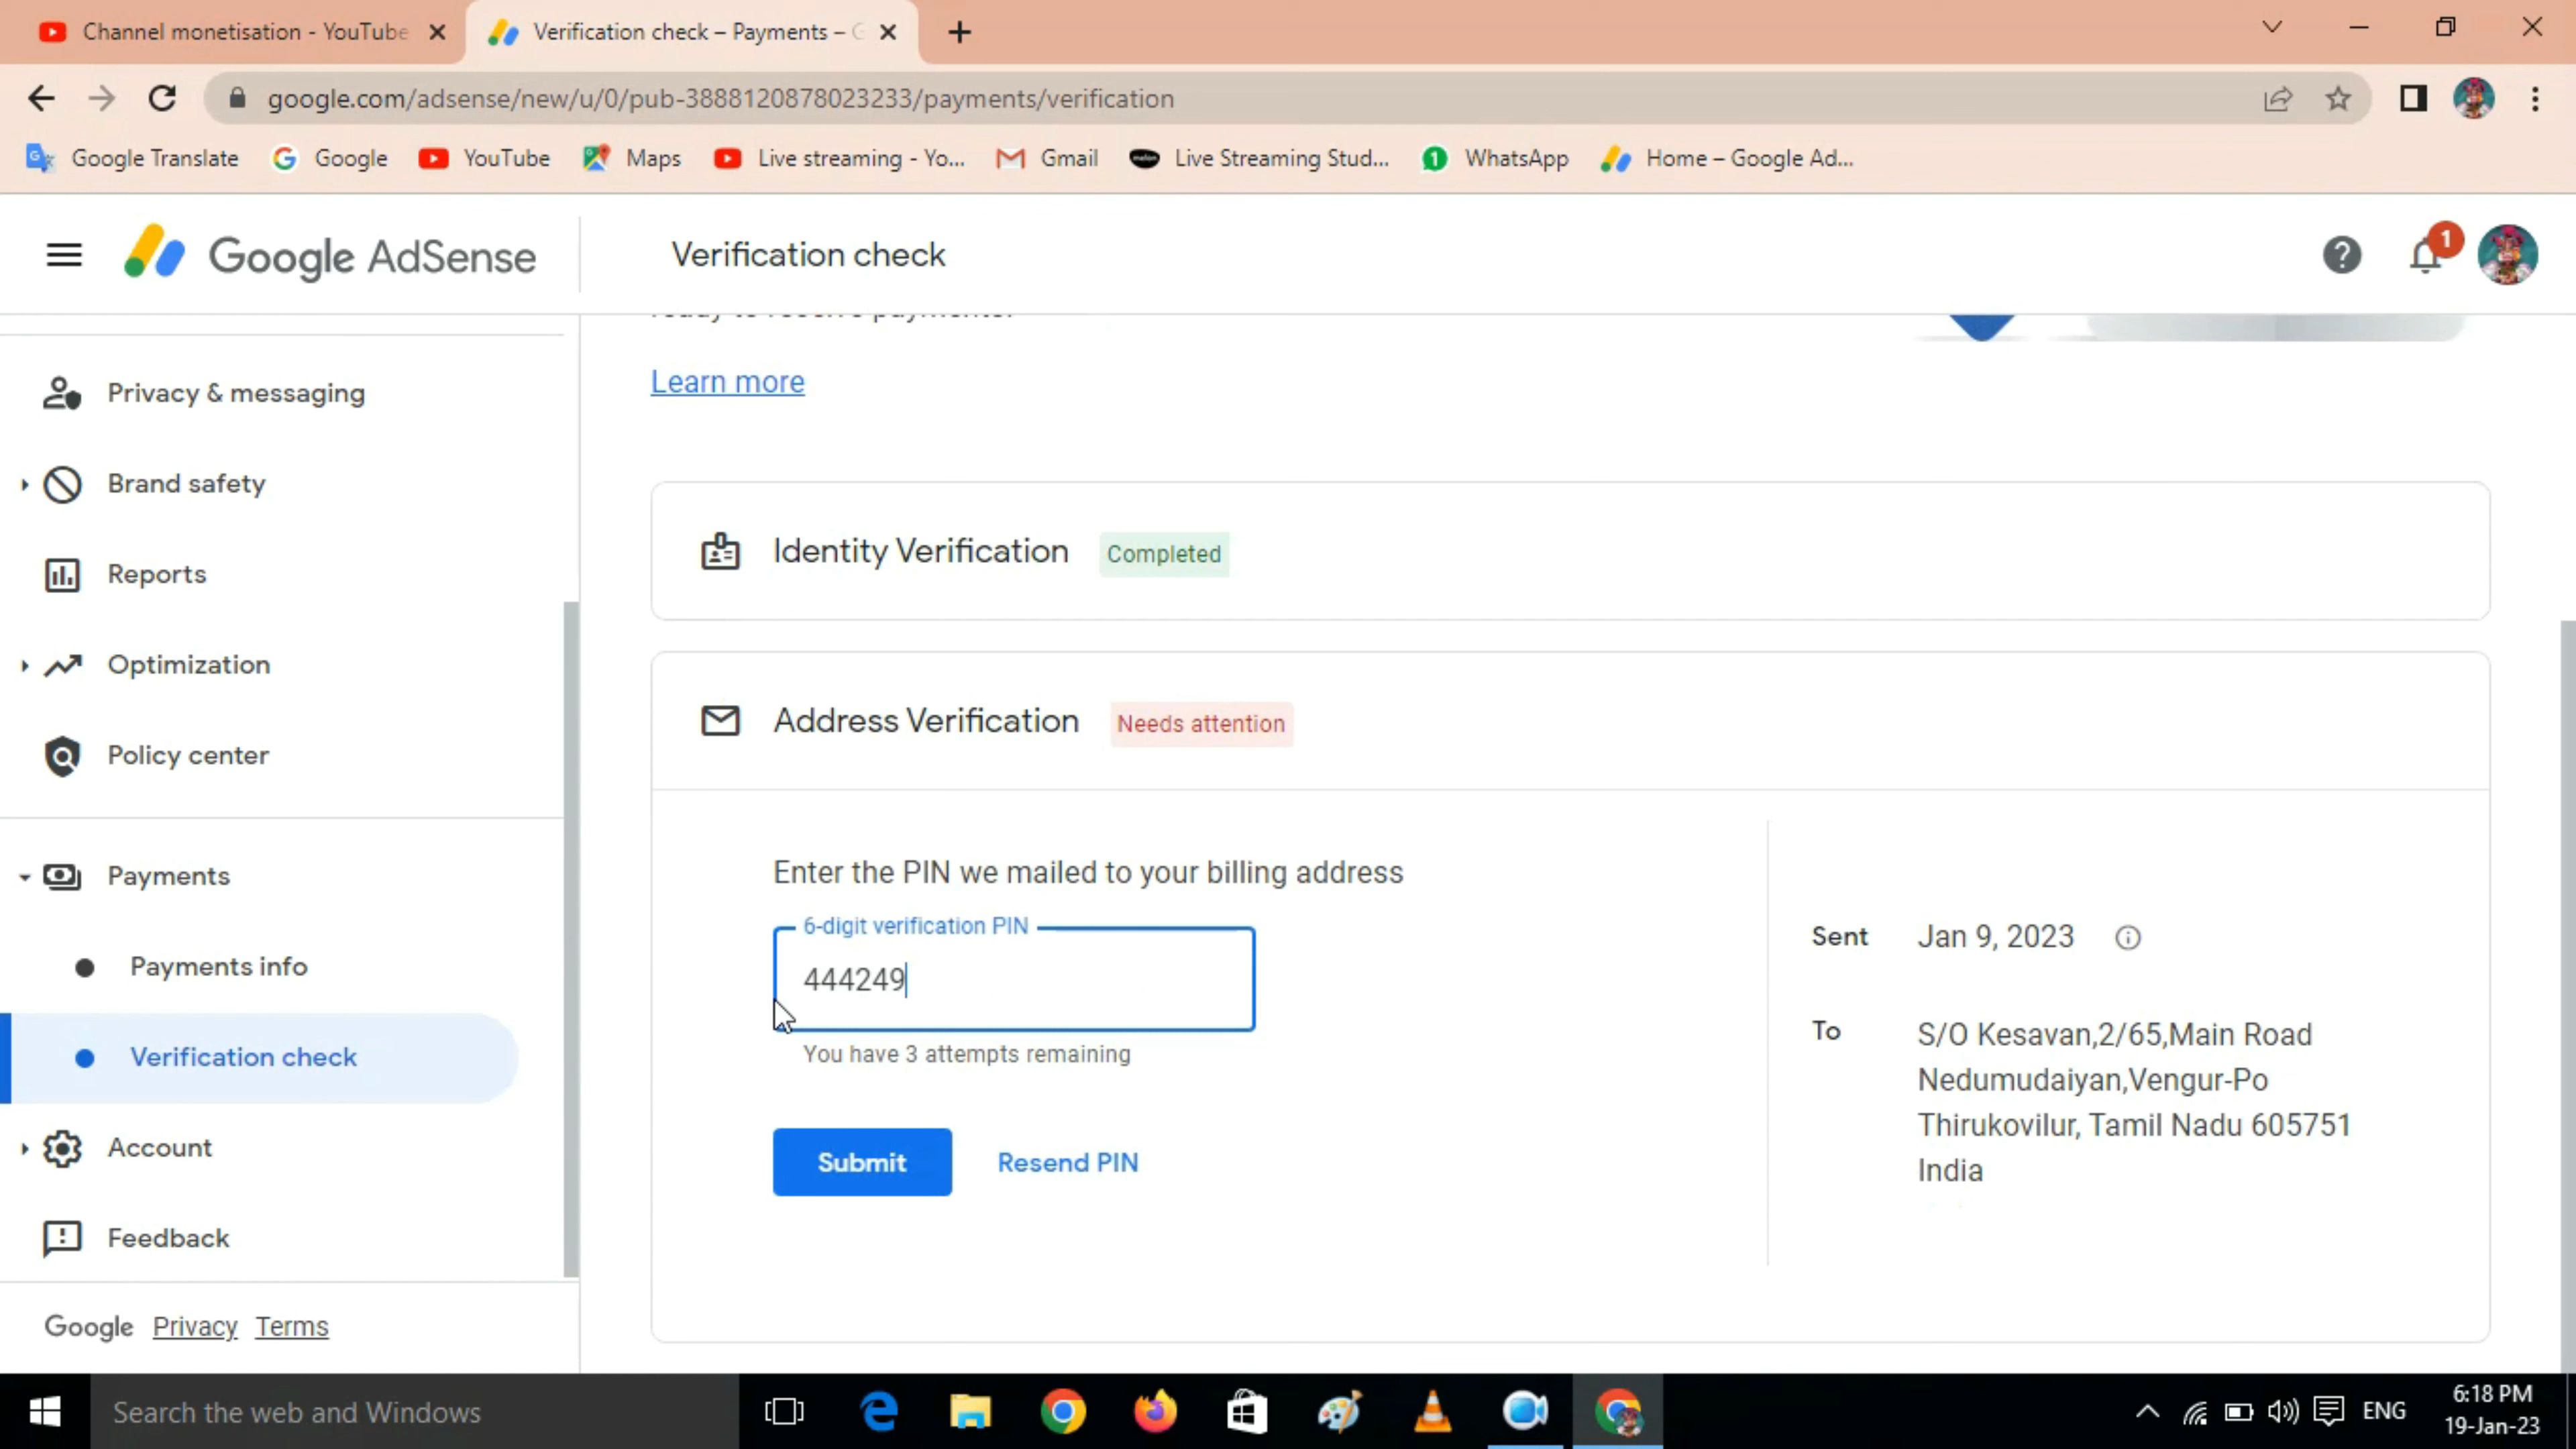 Channel monetisation - YouTube
Verification check – Payments – G
google.com/adsense/new/u/0/pub-3888120878023233/payments/verification
Google Translate
Google
YouTube
Maps
Live streaming - Yo...
Gmail
Live Streaming Stud...
1
WhatsApp
Home – Google Ad...
Google AdSense
Verification check
1
Learn more
Privacy & messaging
Brand safety
Reports
Optimization
Policy center
Payments
Payments info
Verification check
Account
Feedback
Google Privacy Terms
Identity Verification Completed
Address Verification Needs attention
Enter the PIN we mailed to your billing address
6-digit verification PIN
444249
You have 3 attempts remaining
Submit
Resend PIN
Sent Jan 9, 2023
To S/O Kesavan,2/65,Main Road
Nedumudaiyan,Vengur-Po
Thirukovilur, Tamil Nadu 605751
India
Search the web and Windows
ENG
6:18 PM
19-Jan-23